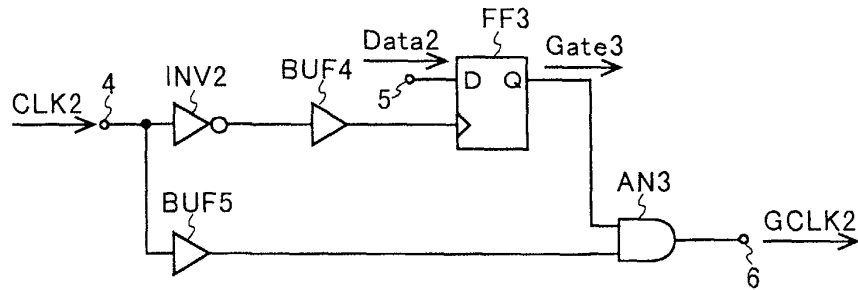 FF3
Data2
Gate3
INV2
BUF4
D Q
CLK2
4
5
BUF5
AN3
GCLK2
6